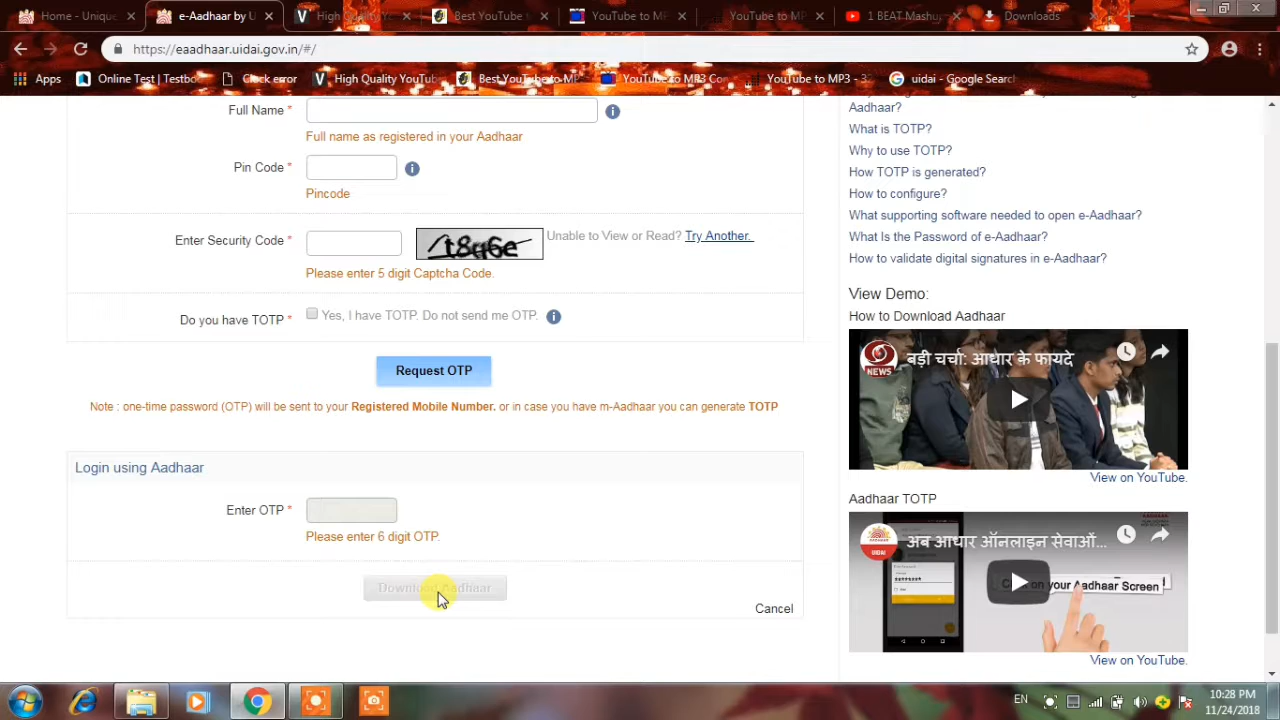 Home - Unique
e-Aadhaar by U
High Quality
Best YouTube
YouTube to MP
YouTube to MP
1 BEAT Mashu
Downloads
https://eaadhaar.uidai.gov.in/#/
Apps
Online Test | Testbo
Clock error
High Quality YouTu
Best YouTube to MP
YouTube to MP3 Co
YouTube to MP3 - 32
uidai - Google Search
Full Name *
Full name as registered in your Aadhaar
Pin Code *
Pincode
Enter Security Code *
Unable to View or Read? Try Another.
Please enter 5 digit Captcha Code.
Do you have TOTP *
Yes, I have TOTP. Do not send me OTP.
Request OTP
Note : one-time password (OTP) will be sent to your Registered Mobile Number. or in case you have m-Aadhaar you can generate TOTP
Login using Aadhaar
Enter OTP *
Please enter 6 digit OTP.
Download Aadhaar
Cancel
Aadhaar?
What is TOTP?
Why to use TOTP?
How TOTP is generated?
How to configure?
What supporting software needed to open e-Aadhaar?
What Is the Password of e-Aadhaar?
How to validate digital signatures in e-Aadhaar?
View Demo:
How to Download Aadhaar
NEWS
बड़ी चर्चा: आधार के फायदे
View on YouTube.
Aadhaar TOTP
अब आधार ऑनलाइन सेवाओं...
on your Aadhaar Screen
View on YouTube.
EN
10:28 PM
11/24/2018